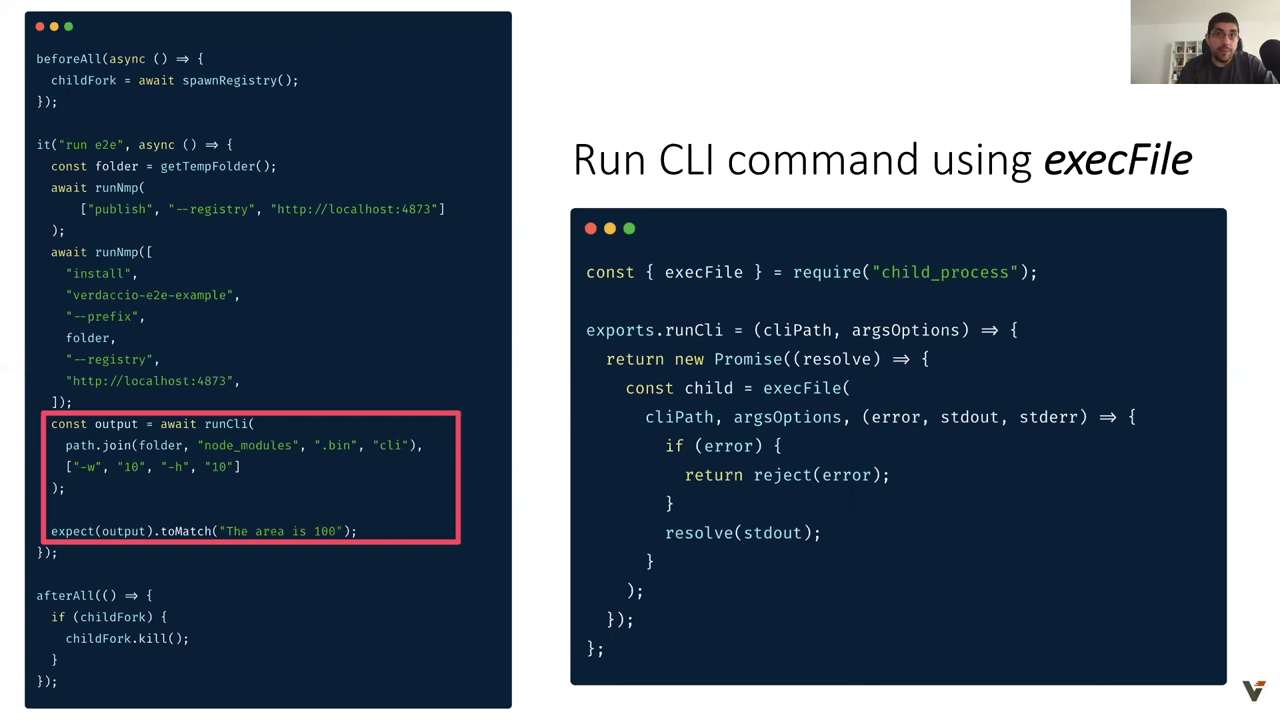 beforeAll(async () => {
  childFork = await spawnRegistry();
});
it("run e2e", async () => {
  const folder = getTempFolder();
  await runNmp(
      ["publish", "--registry", "http://localhost:4873"]
  );
  await runNmp([
    "install",
    "verdaccio-e2e-example",
    "--prefix",
    folder,
    "--registry",
    "http://localhost:4873",
  ]);
  const output = await runCli(
    path.join(folder, "node_modules", ".bin", "cli"),
    ["-w", "10", "-h", "10"]
  );
  expect(output).toMatch("The area is 100");
});
afterAll(() => {
  if (childFork) {
    childFork.kill();
  }
});
Run CLI command using execFile
const { execFile } = require("child_process");
exports.runCli = (cliPath, argsOptions) => {
  return new Promise((resolve) => {
    const child = execFile(
      cliPath, argsOptions, (error, stdout, stderr) => {
        if (error) {
          return reject(error);
        }
        resolve(stdout);
      }
    );
  });
};